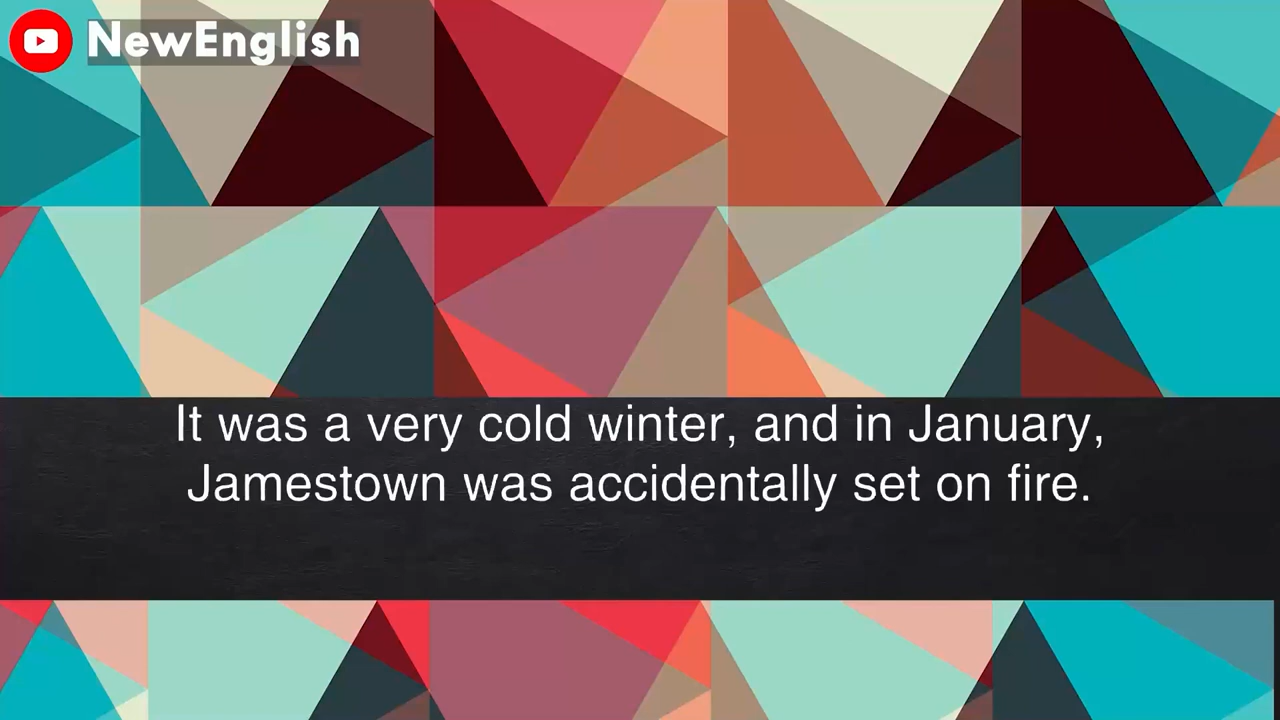 NewEnglish
It was a very cold winter, and in January,
Jamestown was accidentally set on fire.